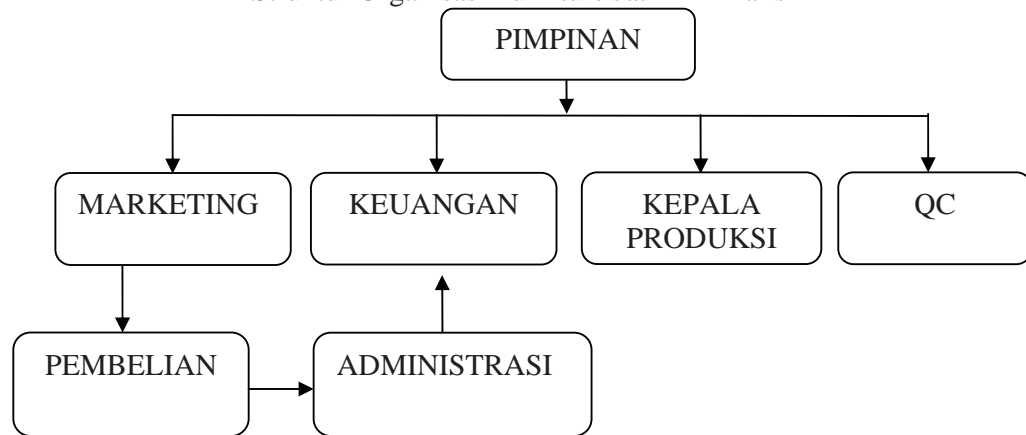 PIMPINAN
MARKETING
KEUANGAN
KEPALA
PRODUKSI
QC
PEMBELIAN
ADMINISTRASI